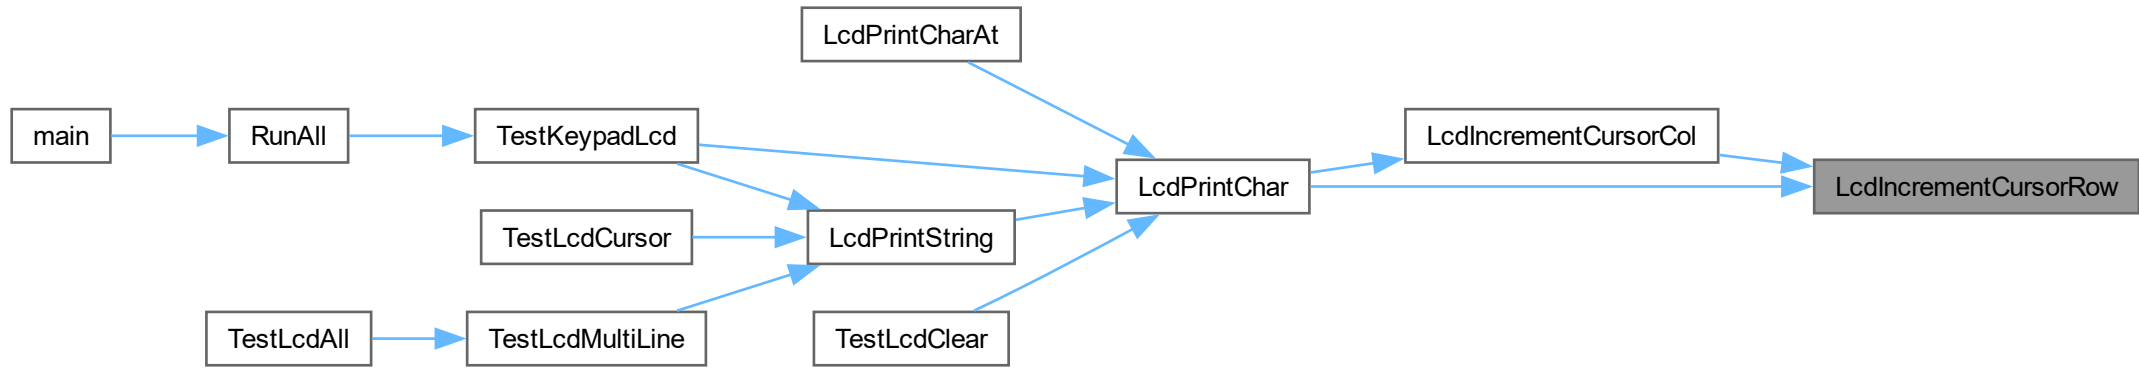 main
RunAll
TestKeypadLcd
TestLcdCursor
TestLcdAll
TestLcdMultiLine
LcdPrintCharAt
LcdPrintString
TestLcdClear
LcdPrintChar
LcdIncrementCursorCol
LcdIncrementCursorRow